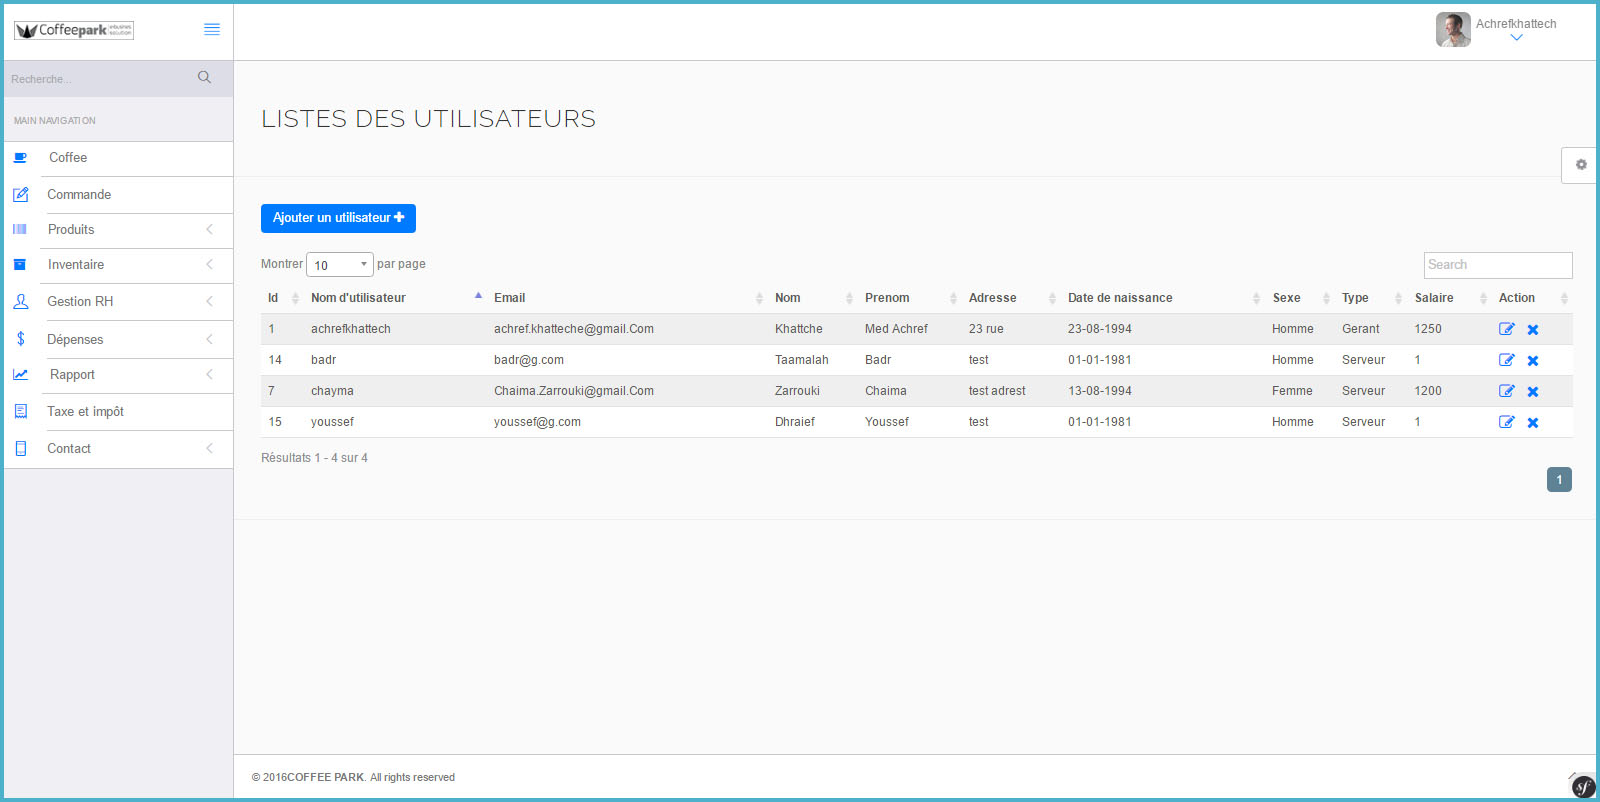 Coffeepark
Achrefkhattech
Recherche...
MAIN NAVIGATION
Coffee
Commande
Produits
Inventaire
Gestion RH
Dépenses
Rapport
Taxe et impôt
Contact
LISTES DES UTILISATEURS
Ajouter un utilisateur
Montrer 10 par page
Search
Id Nom d'utilisateur Email Nom Prenom Adresse Date de naissance Sexe Type Salaire Action
1 achrefkhattech achref.khatteche@gmail.Com Khattche Med Achref 23 rue 23-08-1994 Homme Gerant 1250
14 badr badr@g.com Taamalah Badr test 01-01-1981 Homme Serveur 1
7 chayma Chaima.Zarrouki@gmail.Com Zarrouki Chaima test adrest 13-08-1994 Femme Serveur 1200
15 youssef youssef@g.com Dhraief Youssef test 01-01-1981 Homme Serveur 1
Résultats 1 - 4 sur 4
1
© 2016COFFEE PARK. All rights reserved
sf